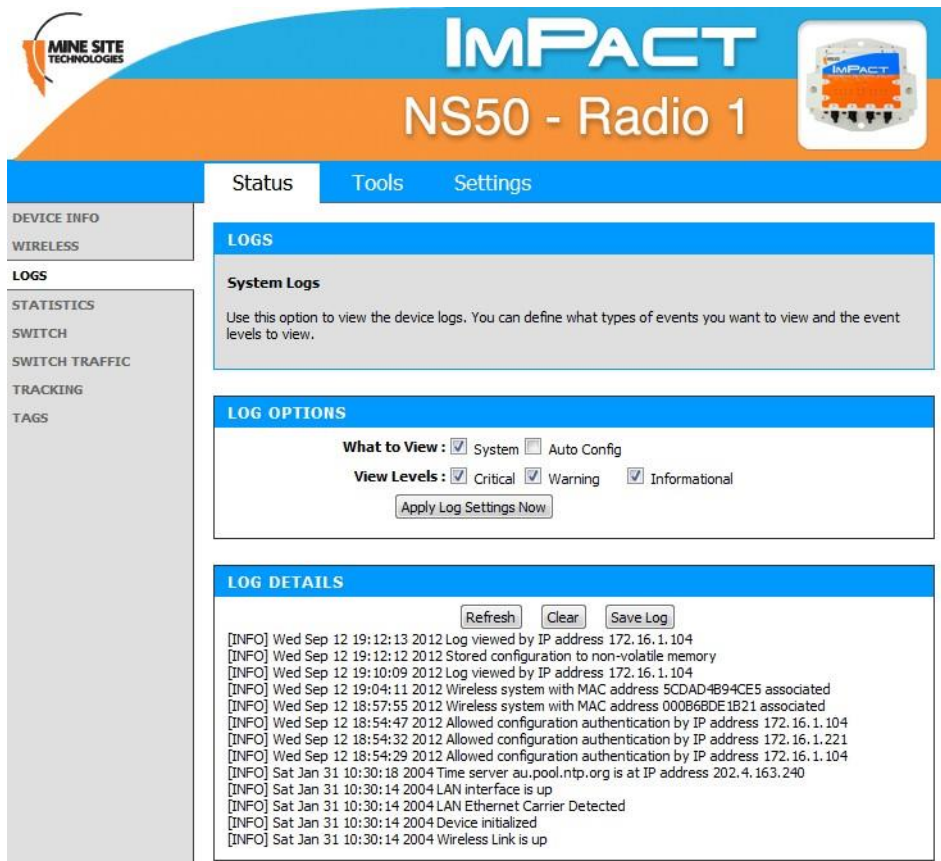 MINE SITE
TECHNOLOGIES
IMPACT
NS50 - Radio 1
IMPACT
Status Tools Settings
DEVICE INFO
WIRELESS
LOGS
STATISTICS
SWITCH
SWITCH TRAFFIC
TRACKING
TAGS
LOGS
System Logs
Use this option to view the device logs. You can define what types of events you want to view and the event
levels to view.
LOG OPTIONS
What to View : System Auto Config
View Levels : Critical Warning Informational
Apply Log Settings Now
LOG DETAILS
Refresh Clear Save Log
[INFO] Wed Sep 12 19:12:13 2012 Log viewed by IP address 172.16.1.104
[INFO] Wed Sep 12 19:12:12 2012 Stored configuration to non-volatile memory
[INFO] Wed Sep 12 19:10:09 2012 Log viewed by IP address 172.16.1.104
[INFO] Wed Sep 12 19:04:11 2012 Wireless system with MAC address 5CDAD4B94CE5 associated
[INFO] Wed Sep 12 18:57:55 2012 Wireless system with MAC address 000B6BDE1B21 associated
[INFO] Wed Sep 12 18:54:47 2012 Allowed configuration authentication by IP address 172.16.1.104
[INFO] Wed Sep 12 18:54:32 2012 Allowed configuration authentication by IP address 172.16.1.221
[INFO] Wed Sep 12 18:54:29 2012 Allowed configuration authentication by IP address 172.16.1.104
[INFO] Sat Jan 31 10:30:18 2004 Time server au.pool.ntp.org is at IP address 202.4.163.240
[INFO] Sat Jan 31 10:30:14 2004 LAN interface is up
[INFO] Sat Jan 31 10:30:14 2004 LAN Ethernet Carrier Detected
[INFO] Sat Jan 31 10:30:14 2004 Device initialized
[INFO] Sat Jan 31 10:30:14 2004 Wireless Link is up